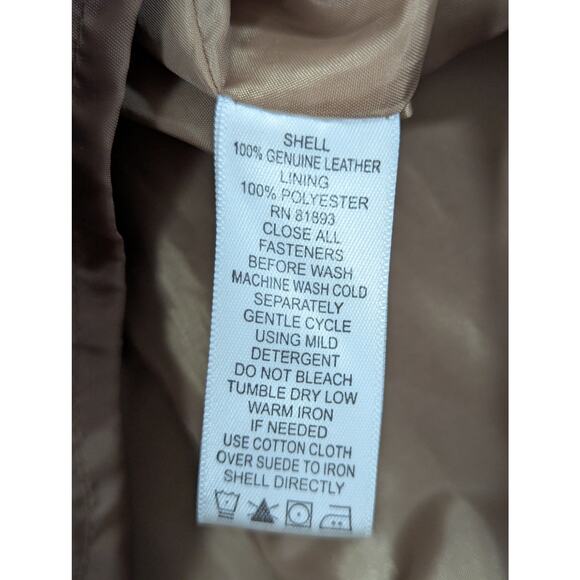 SHELL
100% GENUINE LEATHER
LINING
100% POLYESTER
RN 81893
CLOSE ALL
FASTENERS
BEFORE WASH
MACHINE WASH COLD
SEPARATELY
GENTLE CYCLE
USING MILD
DETERGENT
DO NOT BLEACH
TUMBLE DRY LOW
WARM IRON
IF NEEDED
USE COTTON CLOTH
OVER SUEDE TO IRON
SHELL DIRECTLY